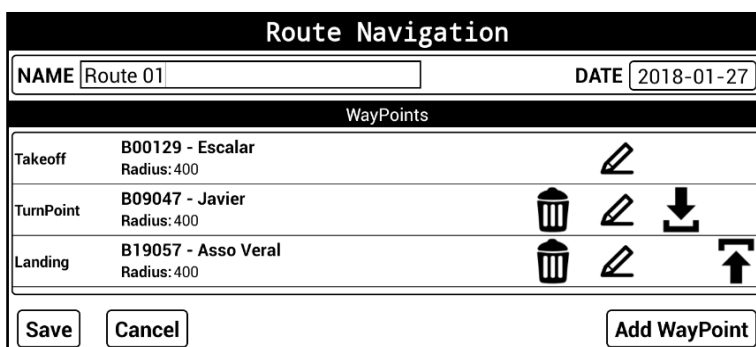 Route Navigation
NAME Route 01 DATE 2018-01-27
WayPoints
Takeoff
B00129 - Escalar
Radius: 400
TurnPoint
B09047 - Javier
Radius: 400
Landing
B19057 - Asso Veral
Radius: 400
Save Cancel Add WayPoint